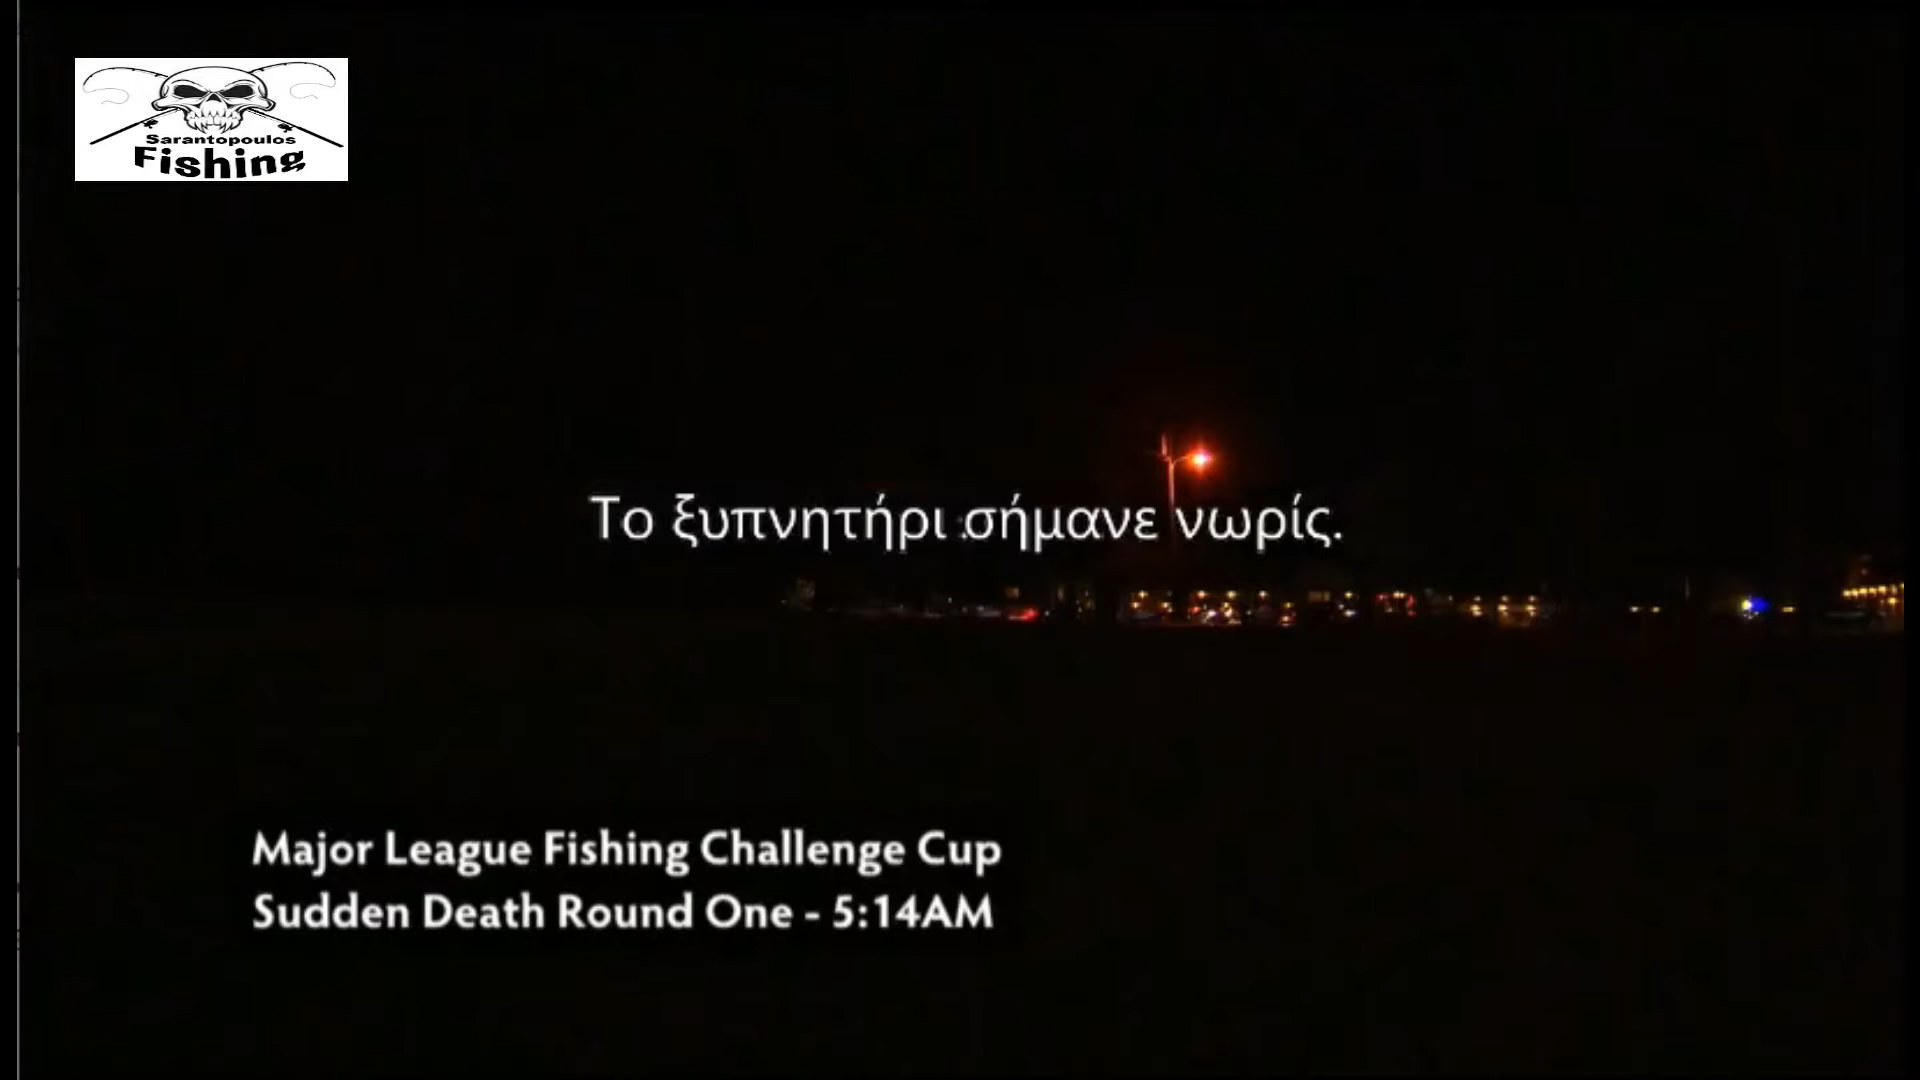 Sarantopoulos
Fishing
Το ξυπνητήρι σήμανε νωρίς.
Major League Fishing Challenge Cup
Sudden Death Round One - 5:14AM